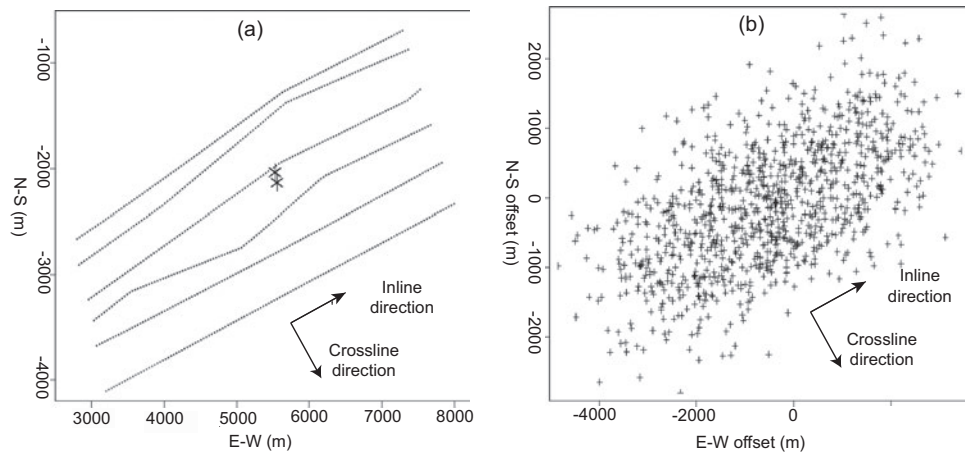 (a)
-1000
-2000
-3000
-4000
N-S (m)
3000 4000 5000 6000 7000 8000
E-W (m)
Inline
direction
Crossline
direction
(b)
2000
1000
0
-1000
-2000
N-S offset (m)
-4000 -2000 0
E-W offset (m)
Inline
direction
Crossline
direction